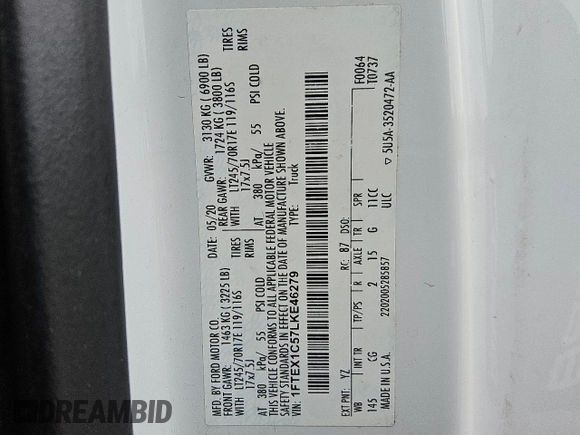 MFD. BY FORD MOTOR CO.
DATE: 05/20 GVWR: 3130 KG ( 6900 LB)
FRONT GAWR: 1463 KG ( 3225 LB) REAR GAWR: 1724 KG ( 3800 LB)
WITH LT245/70R17E 119/116S TIRES WITH LT245/70R17E 119/116S TIRES
17x7.5J RIMS 17x7.5J RIMS
AT 380 kPa/ 55 PSI COLD AT 380 kPa/ 55 PSI COLD
THIS VEHICLE CONFORMS TO ALL APPLICABLE FEDERAL MOTOR VEHICLE
SAFETY STANDARDS IN EFFECT ON THE DATE OF MANUFACTURE SHOWN ABOVE.
VIN: 1FTEX1C57LKE46279 TYPE: Truck
EXT PNT: YZ RC: B7 DSO: F0064
T0737
WB INT TR TP/PS R AXLE TR SPR
145 CG 2 15 G 11CC
2202005285857 ULC
U.S.A. ▽ 5U5A-3520472-AA
DREAMBID